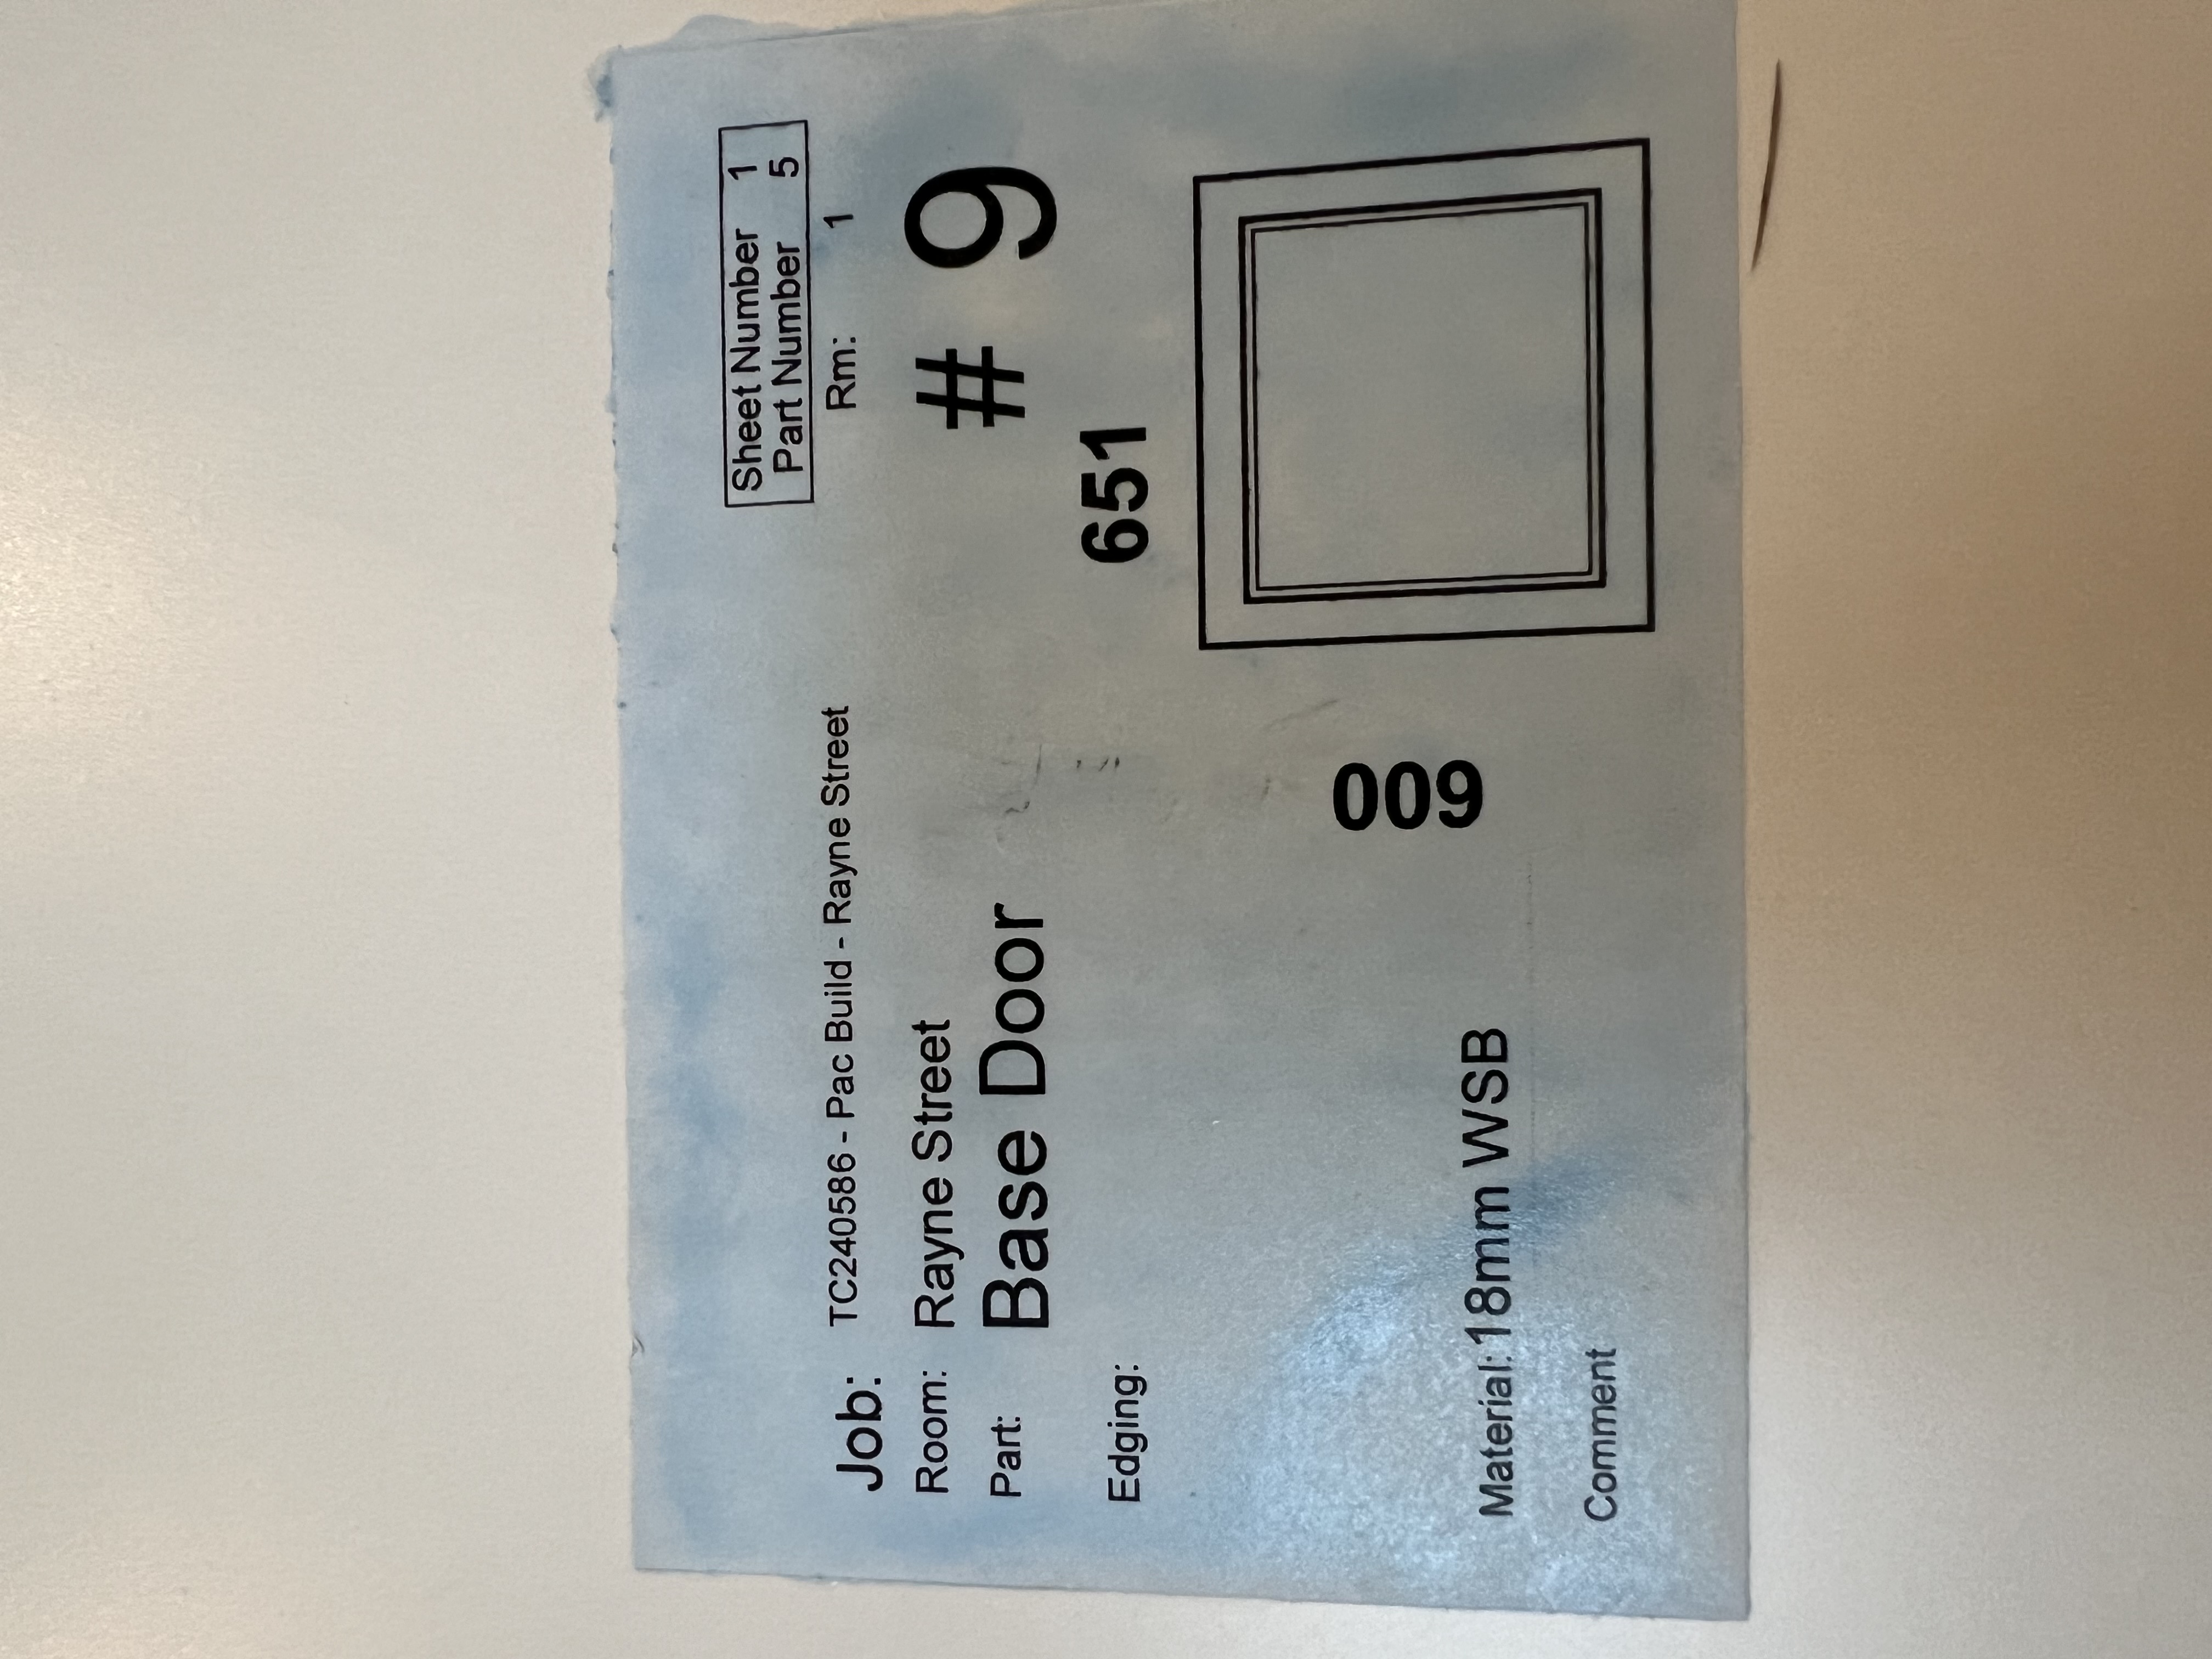 Sheet Number 1
Part Number 5
Job: TC240586 - Pac Build - Rayne Street
Rm: 1
Room: Rayne Street
# 9
Part: Base Door
651
Edging:
600
Material: 18mm WSB
Comment